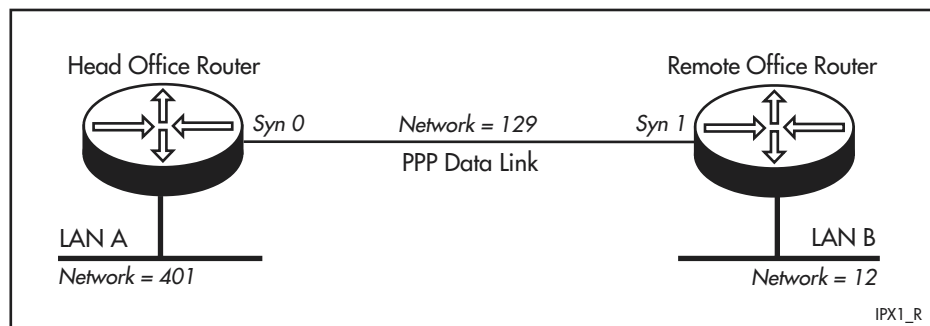 Head Office Router
Remote Office Router
Syn 0
Network = 129
Syn 1
PPP Data Link
LAN A
LAN B
Network = 401
Network = 12
IPX1_R